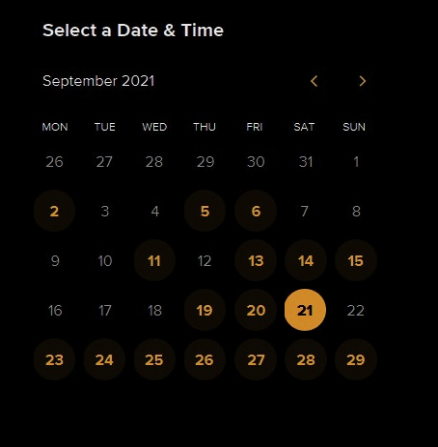 Select a Date & Time
September 2021
MON TUE WED THU FRI SAT SUN
26 27 28 29 30 31 1
2 3 4 5 6 7 8
9 10 11 12 13 14 15
16 17 18 19 20 21 22
23 24 25 26 27 28 29